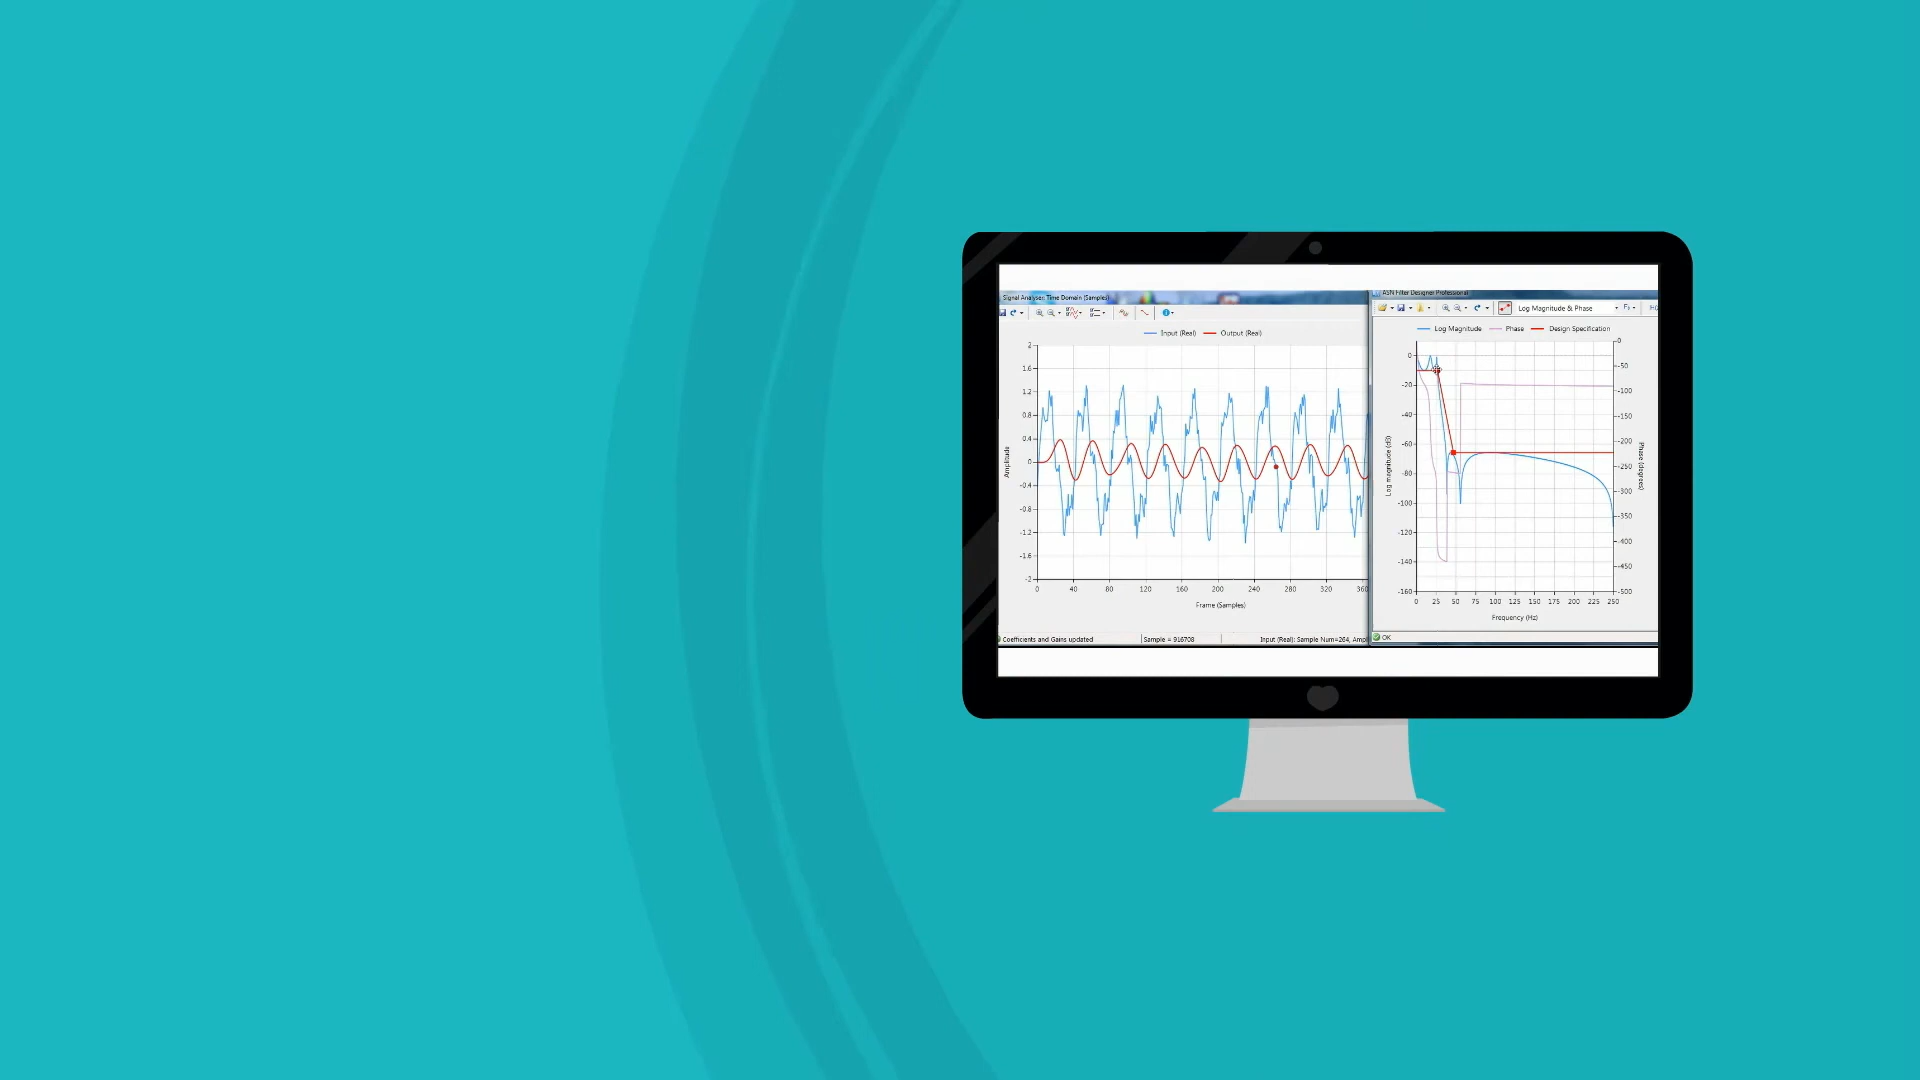 Signal Analyser: Time Domain (Samples)
Input (Real) Output (Real)
2
1.6
1.2
0.8
0.4
0
-0.4
-0.8
-1.2
-1.6
-2
Amplitude
0 40 80 120 160 200 240 280 320 360
Frame (Samples)
Coefficients and Gains updated Sample = 916708 Input (Real): Sample Num=264, Ampl
ASN Filter Designer Professional
Log Magnitude & Phase
Log Magnitude Phase Design Specification
0
-20
-40
-60
-80
-100
-120
-140
-160
Log magnitude (dB)
0
-50
-100
-150
-200
-250
-300
-350
-400
-450
-500
Phase (degrees)
0 25 50 75 100 125 150 175 200 225 250
Frequency (Hz)
OK